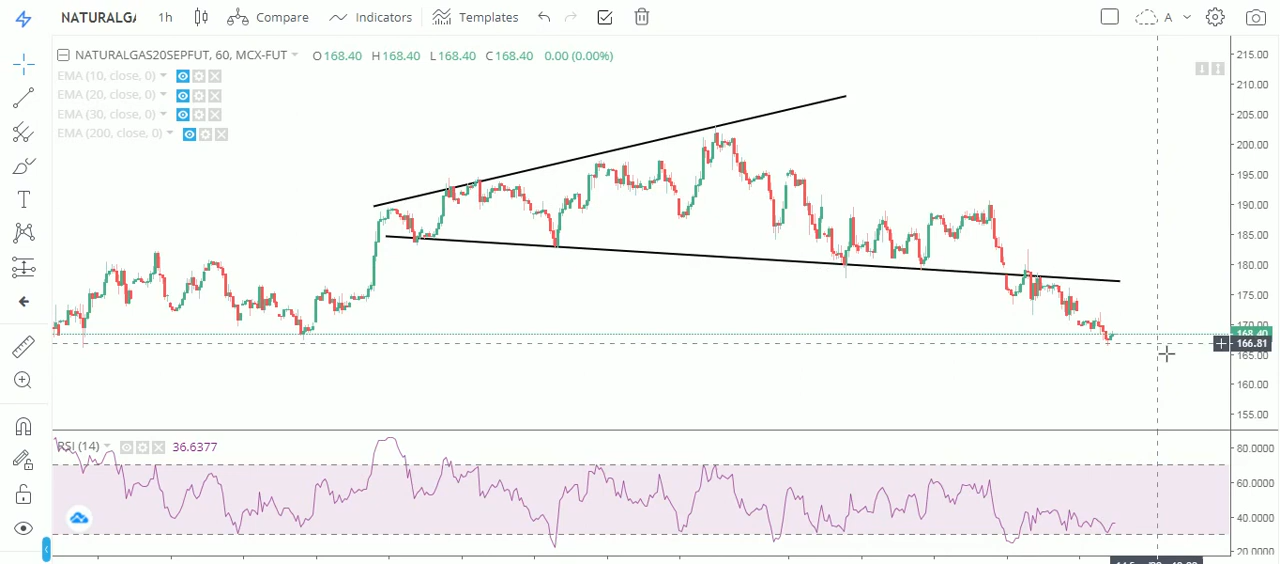 NATURALGA 1h Compare Indicators Templates A
NATURALGAS20SEPFUT, 60, MCX-FUT O 168.40 H 168.40 L 168.40 C 168.40 0.00 (0.00%)
EMA (10, close, 0)
EMA (20, close, 0)
EMA (30, close, 0)
EMA (200, close, 0)
215.00
210.00
205.00
200.00
195.00
190.00
185.00
180.00
175.00
170.00
168.40
166.81
165.00
160.00
155.00
RSI (14) 36.6377
80.0000
60.0000
40.0000
20.0000